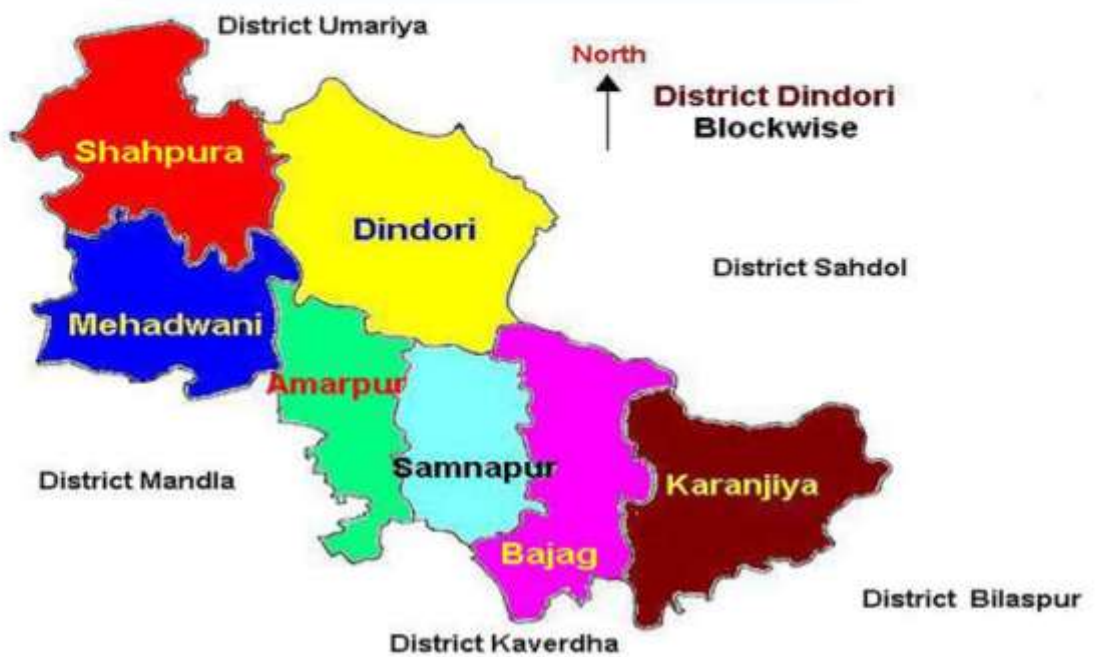 District Umariya
North
District Dindori
Blockwise
Shahpura
Dindori
District Sahdol
Mehadwani
Amarpur
Samnapur
District Mandla
Karanjiya
Bajag
District Bilaspur
District Kaverdha